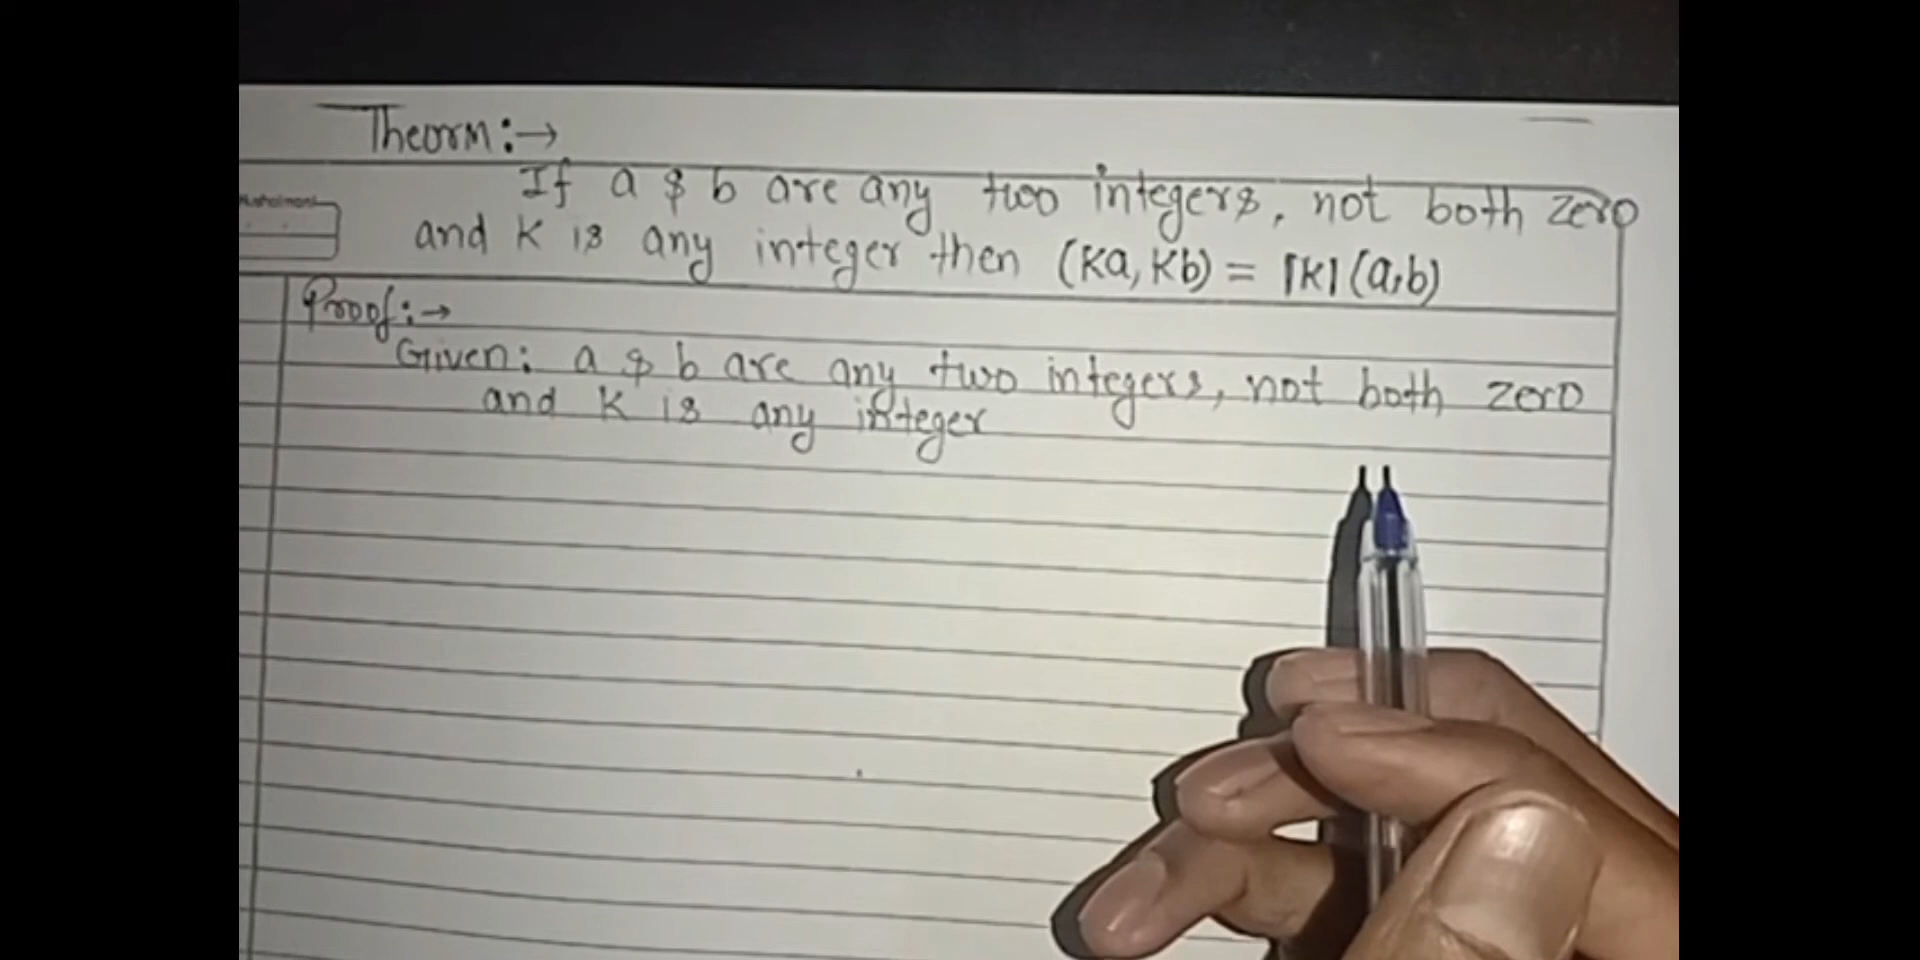 Theorm:→
If a & b are any two integers, not both zero
and K is any integer then (Ka, Kb) = |K| (a,b)
Proof:→
Given: a & b are any two integers, not both zero
and K is any integer